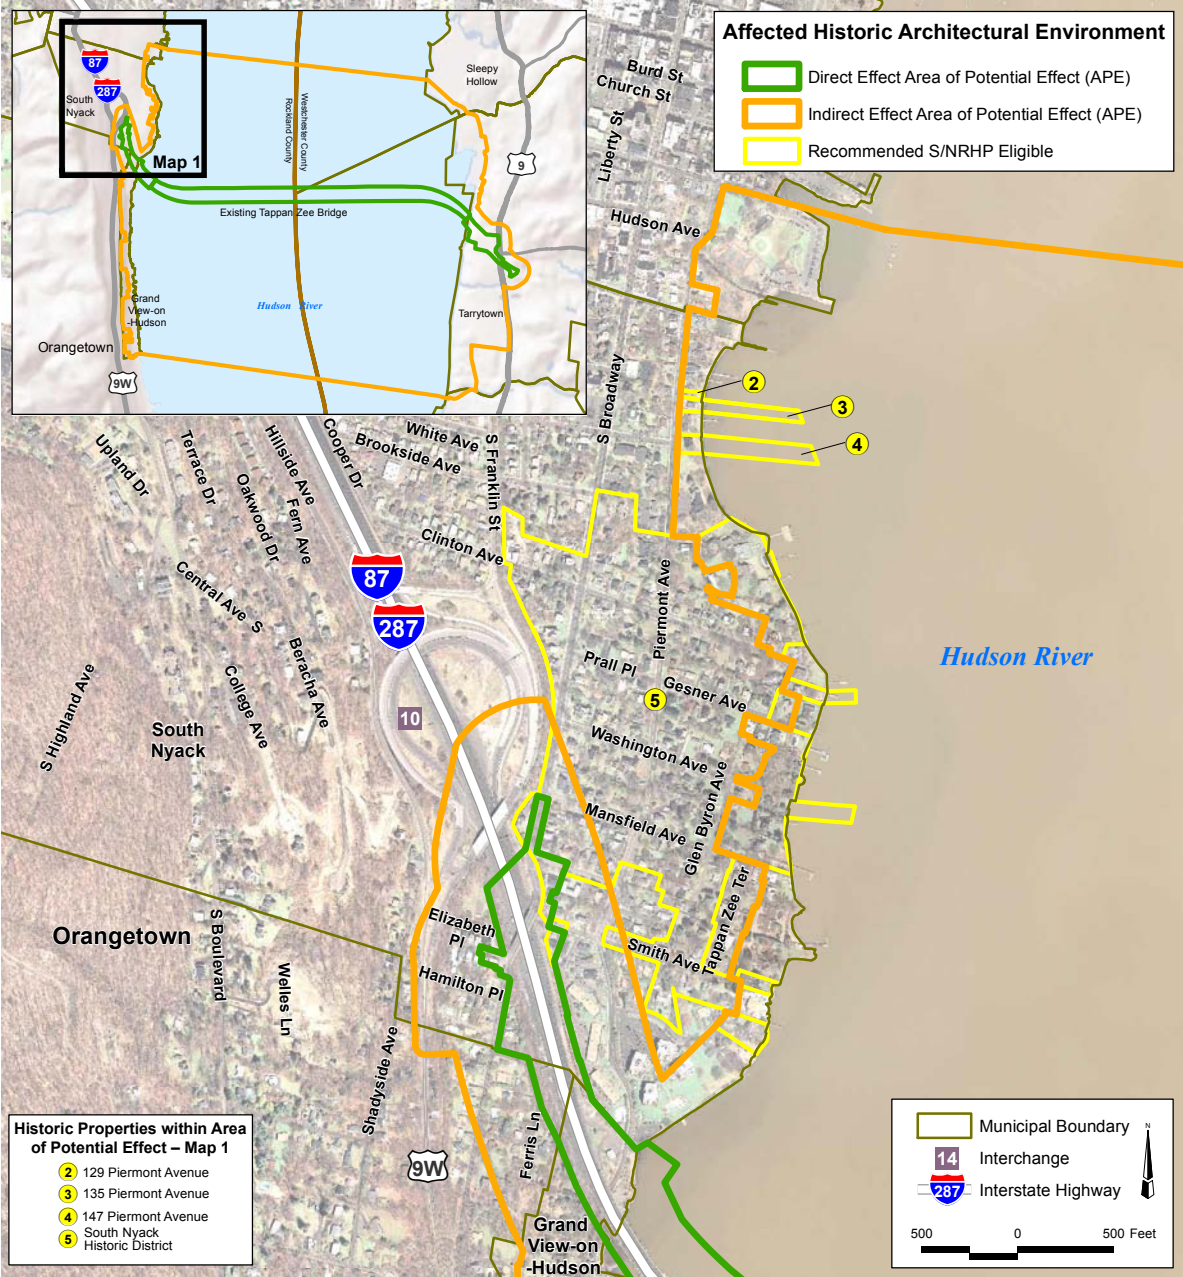 Affected Historic Architectural Environment
Direct Effect Area of Potential Effect (APE)
Indirect Effect Area of Potential Effect (APE)
Recommended S/NRHP Eligible
87
287
South
Nyack
Map 1
Sleepy
Hollow
9
Westchester County
Rockland County
Existing Tappan Zee Bridge
Hudson River
Grand
View-on
-Hudson
Orangetown
9W
Tarrytown
Burd St
Church St
Liberty St
Hudson Ave
S Broadway
2
3
4
White Ave
Brookside Ave
Cooper Dr
S Franklin St
Hillside Ave
Fern Ave
Terrace Dr
Oakwood Dr
Upland Dr
Clinton Ave
87
287
Central Ave S
Piermont Ave
Hudson River
Prall Pl
Gesner Ave
5
Beracha Ave
College Ave
S Highland Ave
South
Nyack
10
Washington Ave
Mansfield Ave
Glen Byron Ave
Tappan Zee Ter
Smith Ave
Elizabeth
Pl
Hamilton Pl
Orangetown
S Boulevard
Welles Ln
Shadyside Ave
9W
Ferris Ln
Grand
View-on
-Hudson
Historic Properties within Area
of Potential Effect – Map 1
2 129 Piermont Avenue
3 135 Piermont Avenue
4 147 Piermont Avenue
5 South Nyack
Historic District
Municipal Boundary
14 Interchange
287 Interstate Highway
N
500 0 500 Feet